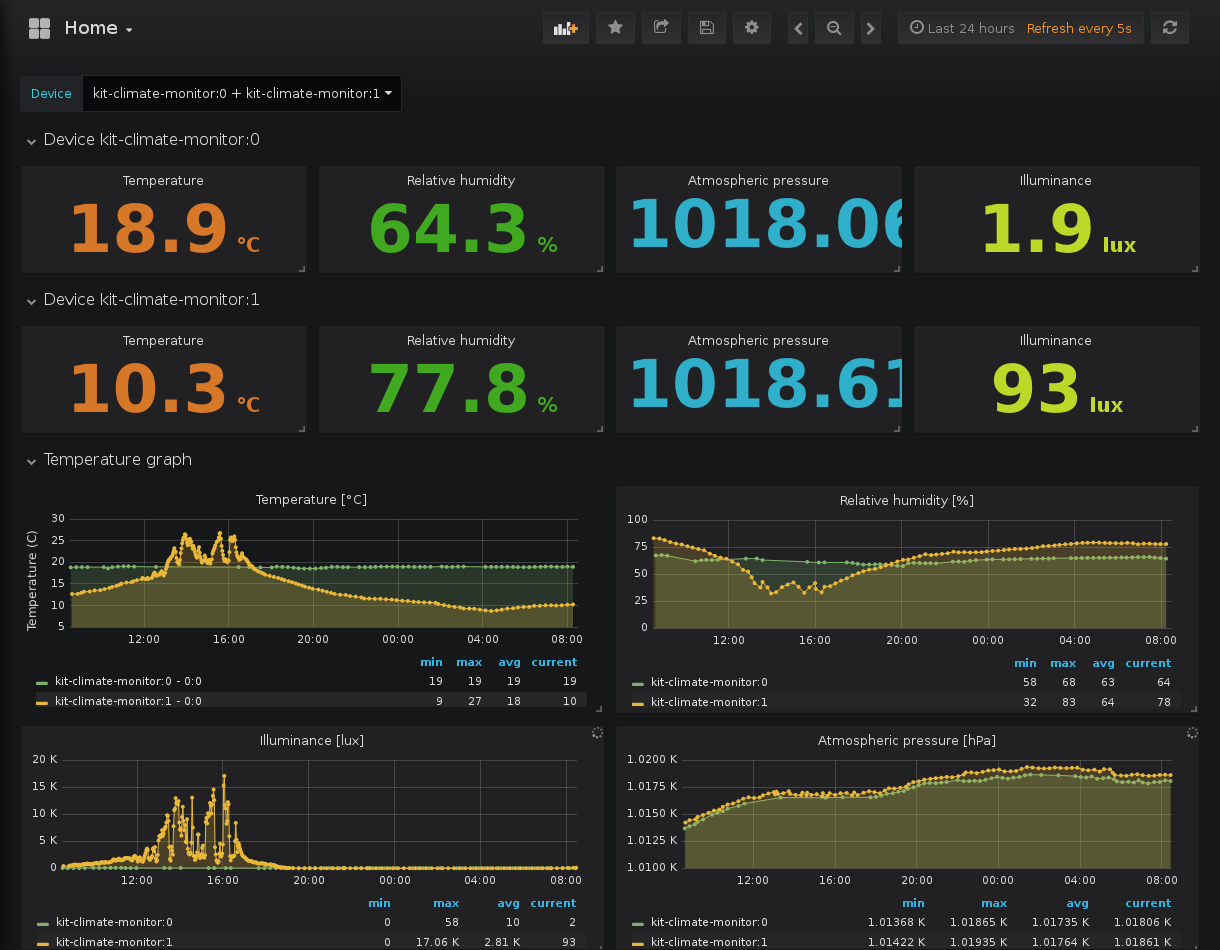 Home
Last 24 hours Refresh every 5s
Device kit-climate-monitor:0 + kit-climate-monitor:1
Device kit-climate-monitor:0
Temperature Relative humidity Atmospheric pressure Illuminance
18.9 °C 64.3 % 1018.06 1.9 lux
Device kit-climate-monitor:1
Temperature Relative humidity Atmospheric pressure Illuminance
10.3 °C 77.8 % 1018.61 93 lux
Temperature graph
Temperature [°C]
Temperature (C)
30
25
20
15
10
5
12:00 16:00 20:00 00:00 04:00 08:00
min max avg current
kit-climate-monitor:0 - 0:0 19 19 19 19
kit-climate-monitor:1 - 0:0 9 27 18 10
Relative humidity [%]
100
75
50
25
0
12:00 16:00 20:00 00:00 04:00 08:00
min max avg current
kit-climate-monitor:0 58 68 63 64
kit-climate-monitor:1 32 83 64 78
Illuminance [lux]
20 K
15 K
10 K
5 K
0
12:00 16:00 20:00 00:00 04:00 08:00
min max avg current
kit-climate-monitor:0 0 58 10 2
kit-climate-monitor:1 0 17.06 K 2.81 K 93
Atmospheric pressure [hPa]
1.0200 K
1.0175 K
1.0150 K
1.0125 K
1.0100 K
12:00 16:00 20:00 00:00 04:00 08:00
min max avg current
kit-climate-monitor:0 1.01368 K 1.01865 K 1.01735 K 1.01806 K
kit-climate-monitor:1 1.01422 K 1.01935 K 1.01764 K 1.01861 K